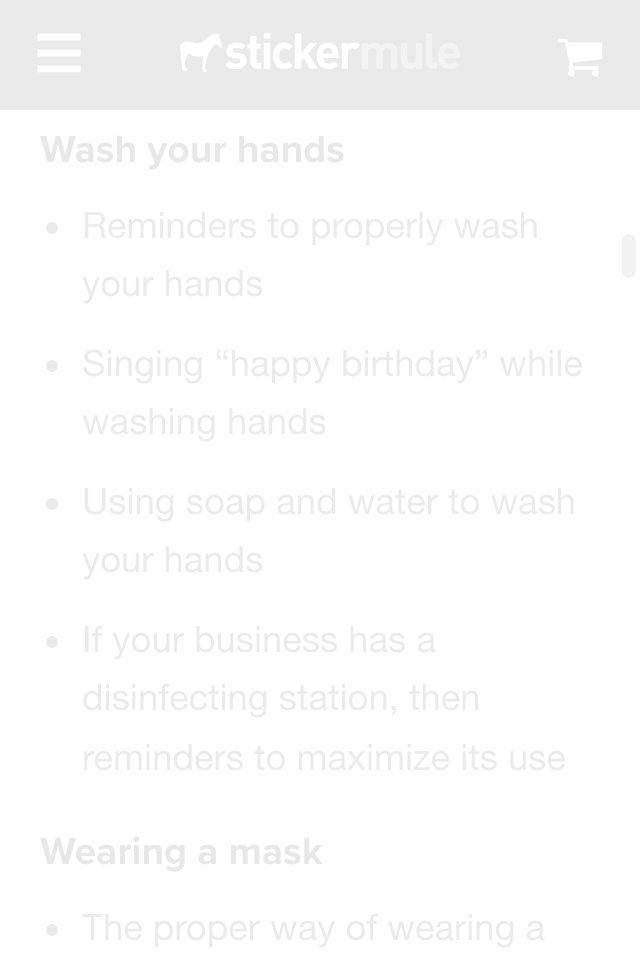 stickermule
Wash your hands
• Reminders to properly wash
your hands
• Singing “happy birthday” while
washing hands
• Using soap and water to wash
your hands
• If your business has a
disinfecting station, then
reminders to maximize its use
Wearing a mask
• The proper way of wearing a